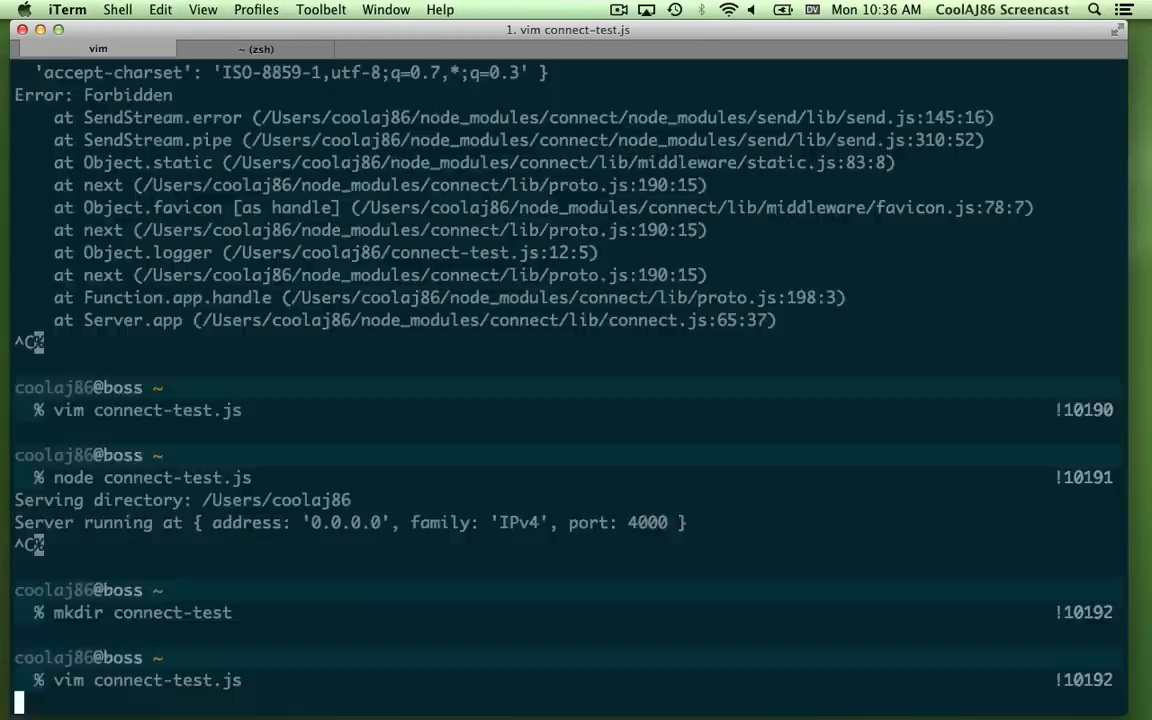 iTerm Shell Edit View Profiles Toolbelt Window Help DV Mon 10:36 AM CoolAJ86 Screencast
1. vim connect-test.js
vim ~ (zsh)
'accept-charset': 'ISO-8859-1,utf-8;q=0.7,*;q=0.3' }
Error: Forbidden
at SendStream.error (/Users/coolaj86/node_modules/connect/node_modules/send/lib/send.js:145:16)
at SendStream.pipe (/Users/coolaj86/node_modules/connect/node_modules/send/lib/send.js:310:52)
at Object.static (/Users/coolaj86/node_modules/connect/lib/middleware/static.js:83:8)
at next (/Users/coolaj86/node_modules/connect/lib/proto.js:190:15)
at Object.favicon [as handle] (/Users/coolaj86/node_modules/connect/lib/middleware/favicon.js:78:7)
at next (/Users/coolaj86/node_modules/connect/lib/proto.js:190:15)
at Object.logger (/Users/coolaj86/connect-test.js:12:5)
at next (/Users/coolaj86/node_modules/connect/lib/proto.js:190:15)
at Function.app.handle (/Users/coolaj86/node_modules/connect/lib/proto.js:198:3)
at Server.app (/Users/coolaj86/node_modules/connect/lib/connect.js:65:37)
^C%
coolaj86@boss ~
% vim connect-test.js !10190
coolaj86@boss ~
% node connect-test.js !10191
Serving directory: /Users/coolaj86
Server running at { address: '0.0.0.0', family: 'IPv4', port: 4000 }
^C%
coolaj86@boss ~
% mkdir connect-test !10192
coolaj86@boss ~
% vim connect-test.js !10192